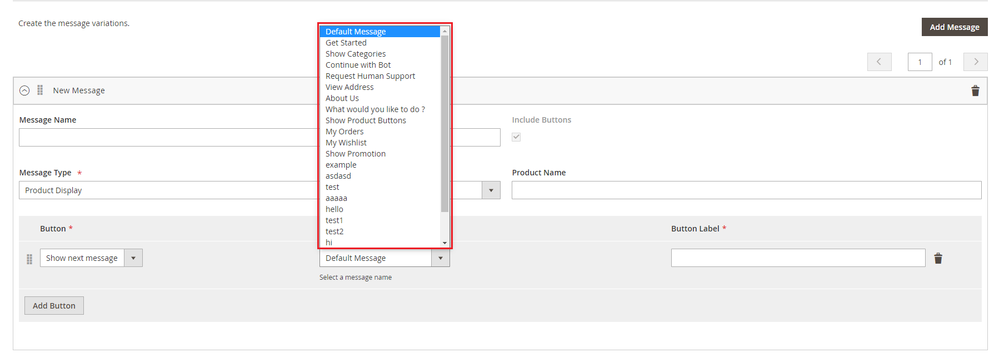 Create the message variations.
Add Message
1 of 1
New Message
Default Message
Get Started
Show Categories
Continue with Bot
Request Human Support
View Address
About Us
What would you like to do ?
Show Product Buttons
My Orders
My Wishlist
Show Promotion
example
asdasd
test
aaaaa
hello
test1
test2
hi
Message Name
Include Buttons
Message Type *
Product Name
Product Display
Button *
Button Label *
Show next message
Default Message
Select a message name
Add Button